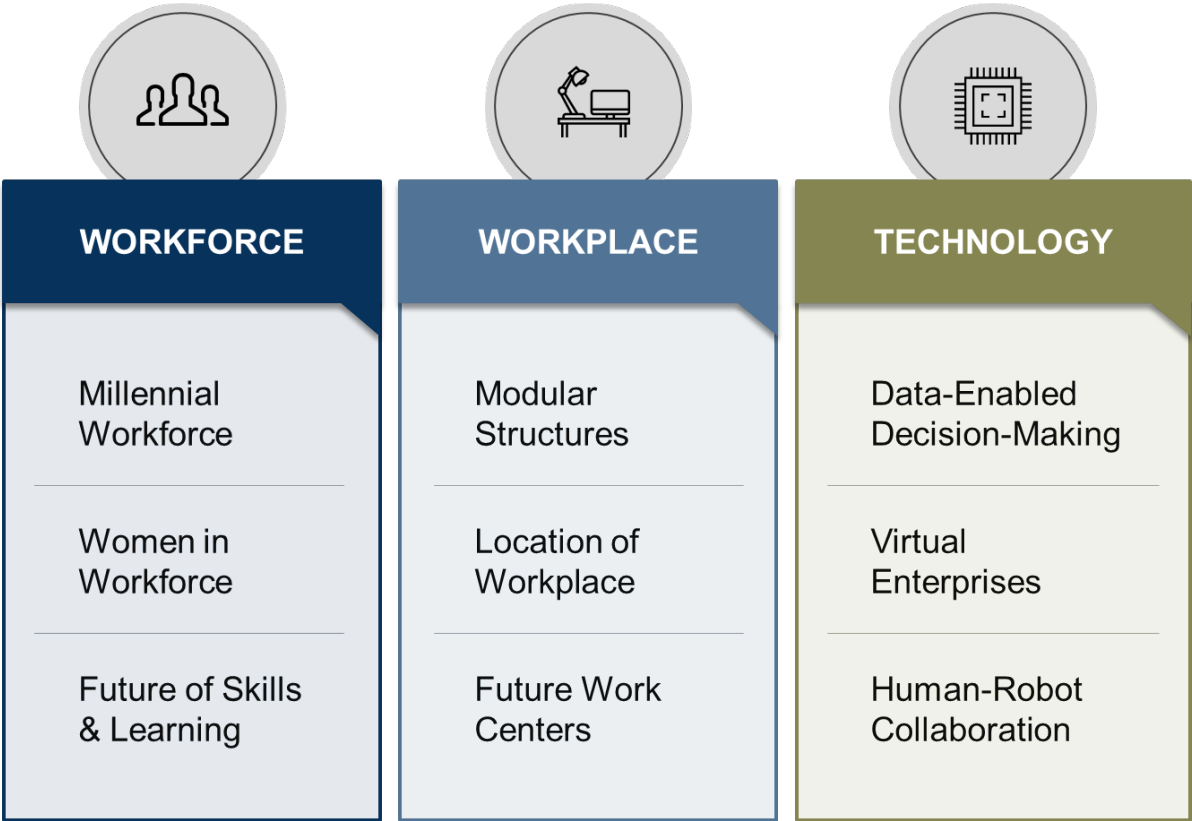 WORKFORCE
Millennial
Workforce
Women in
Workforce
Future of Skills
& Learning
WORKPLACE
Modular
Structures
Location of
Workplace
Future Work
Centers
TECHNOLOGY
Data-Enabled
Decision-Making
Virtual
Enterprises
Human-Robot
Collaboration